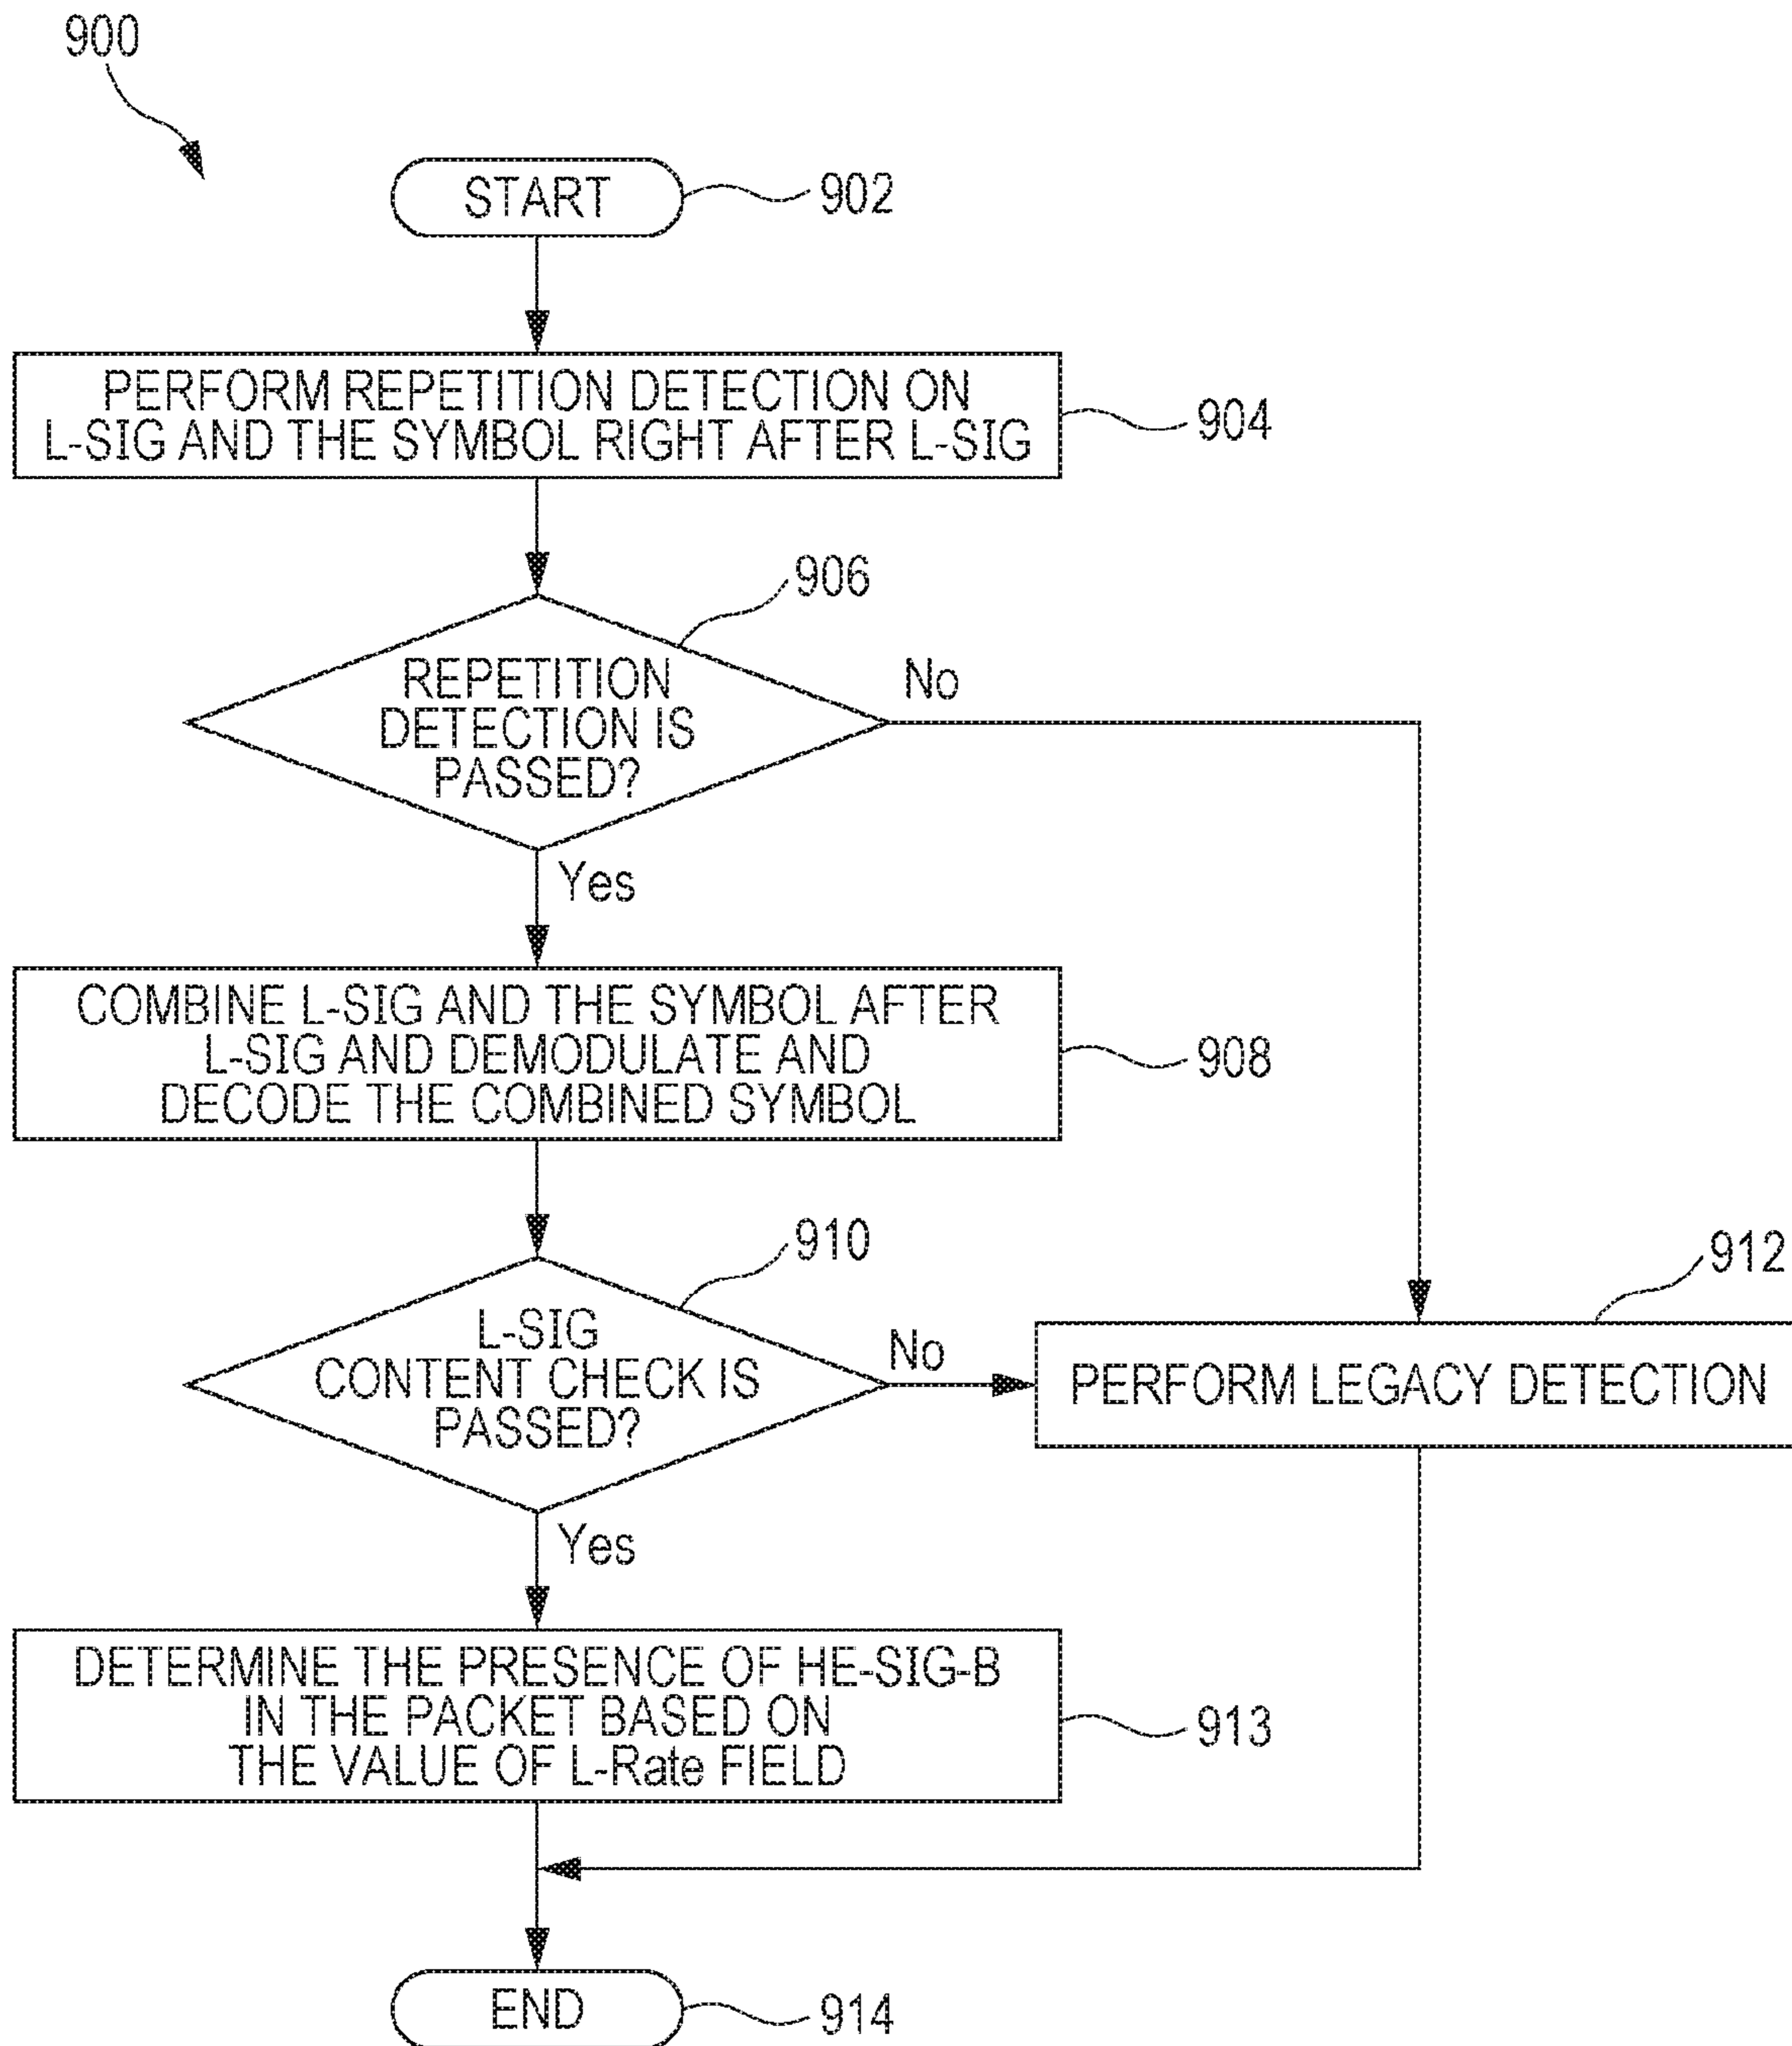 900
START
902
PERFORM REPETITION DETECTION ON
L-SIG AND THE SYMBOL RIGHT AFTER L-SIG
904
906
REPETITION
DETECTION IS
PASSED?
No
Yes
COMBINE L-SIG AND THE SYMBOL AFTER
L-SIG AND DEMODULATE AND
DECODE THE COMBINED SYMBOL
908
910
L-SIG
CONTENT CHECK IS
PASSED?
No
912
PERFORM LEGACY DETECTION
Yes
DETERMINE THE PRESENCE OF HE-SIG-B
IN THE PACKET BASED ON
THE VALUE OF L-Rate FIELD
913
END
914